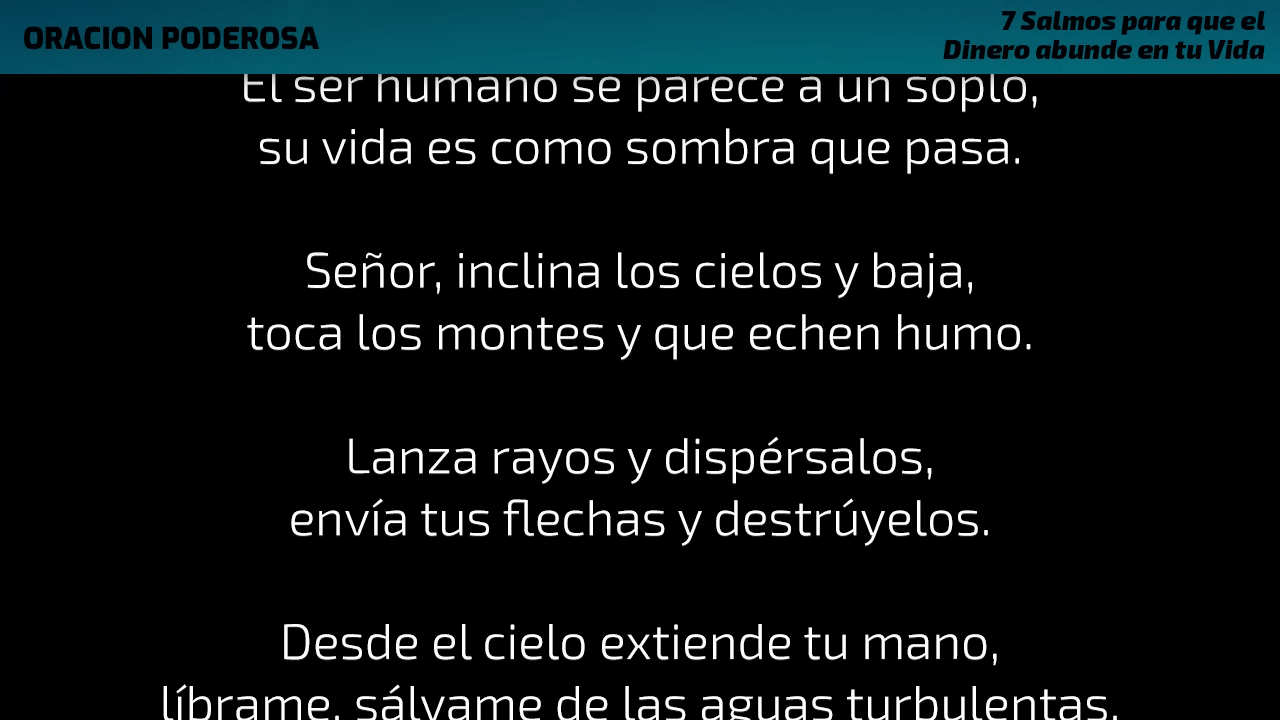 ORACION PODEROSA
7 Salmos para que el
Dinero abunde en tu Vida
El ser humano se parece a un soplo,
su vida es como sombra que pasa.
Señor, inclina los cielos y baja,
toca los montes y que echen humo.
Lanza rayos y dispérsalos,
envía tus flechas y destrúyelos.
Desde el cielo extiende tu mano,
líbrame, sálvame de las aguas turbulentas,